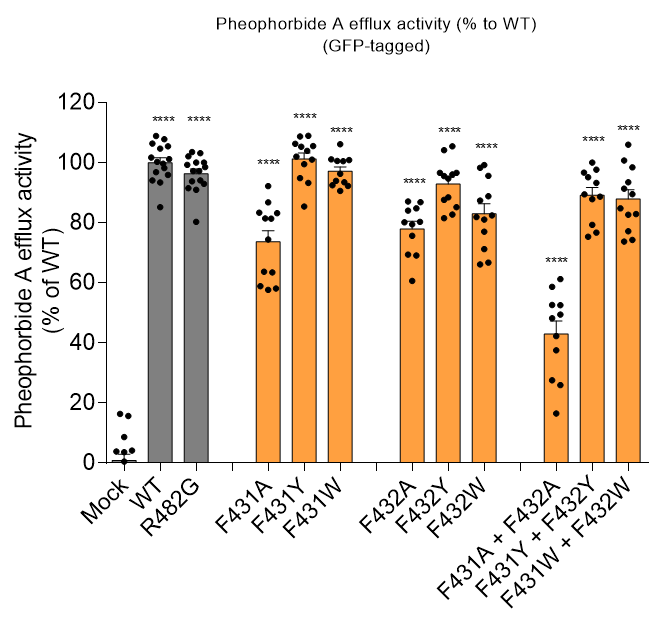 Pheophorbide A efflux activity (% to WT)
(GFP-tagged)
Pheophorbide A efflux activity
(% of WT)
120
100
80
60
40
20
0
**** **** **** **** **** **** **** **** **** **** ****
Mock
WT
R482G
F431A
F431Y
F431W
F432A
F432Y
F432W
F431A + F432A
F431Y + F432Y
F431W + F432W